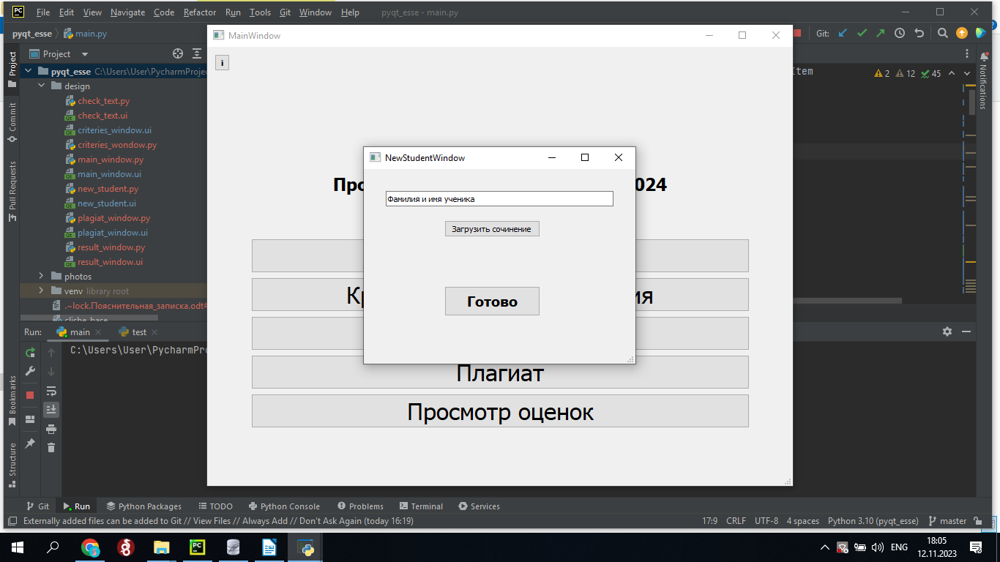 File Edit View Navigate Code Refactor Run Tools Git Window Help pyqt_esse - main.py
pyqt_esse main.py
Git:
Project
pyqt_esse C:\Users\User\PycharmProjec
design
check_text.py
check_text.ui
criteries_window.ui
criteries_wondow.py
main_window.py
main_window.ui
new_student.py
new_student.ui
plagiat_window.py
plagiat_window.ui
result_window.py
result_window.ui
photos
venv library root
.~lock.Пояснительная_записка.odt#
clishe_base
Project
Commit
Pull Requests
Bookmarks
Structure
MainWindow
i
Про
024
Кр
ия
Плагиат
Просмотр оценок
NewStudentWindow
Фамилия и имя ученика
Загрузить сочинение
Готово
Item
2 12 45
Notifications
Run: main test
C:\Users\User\PycharmPro
Git Run Python Packages TODO Python Console Problems Terminal Services
Externally added files can be added to Git // View Files // Always Add // Don't Ask Again (today 16:19)
17:9 CRLF UTF-8 4 spaces Python 3.10 (pyqt_esse) master
ENG
18:05
12.11.2023